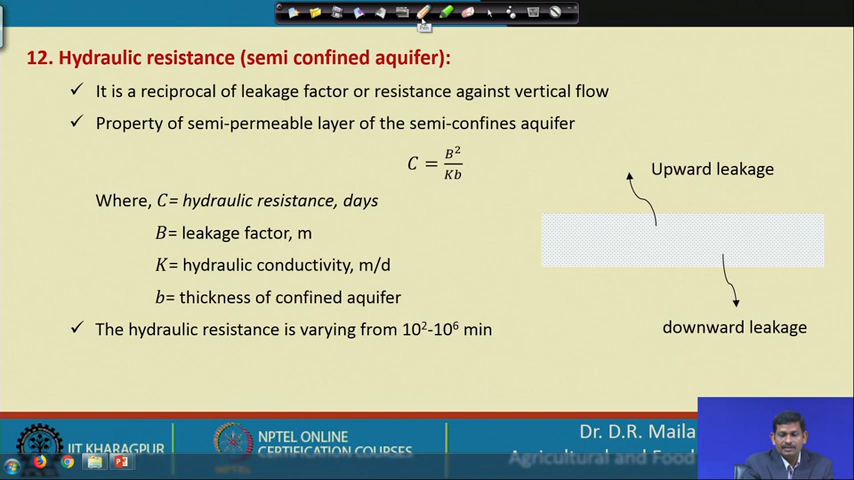 12. Hydraulic resistance (semi confined aquifer):
✓ It is a reciprocal of leakage factor or resistance against vertical flow
✓ Property of semi-permeable layer of the semi-confines aquifer
C = B²/Kb
Upward leakage
Where, C= hydraulic resistance, days
B= leakage factor, m
K= hydraulic conductivity, m/d
b= thickness of confined aquifer
✓ The hydraulic resistance is varying from 10²-10⁶ min
downward leakage
IIT KHARAGPUR
NPTEL ONLINE
CERTIFICATION COURSES
Dr. D.R. Maila
Agricultural and Food